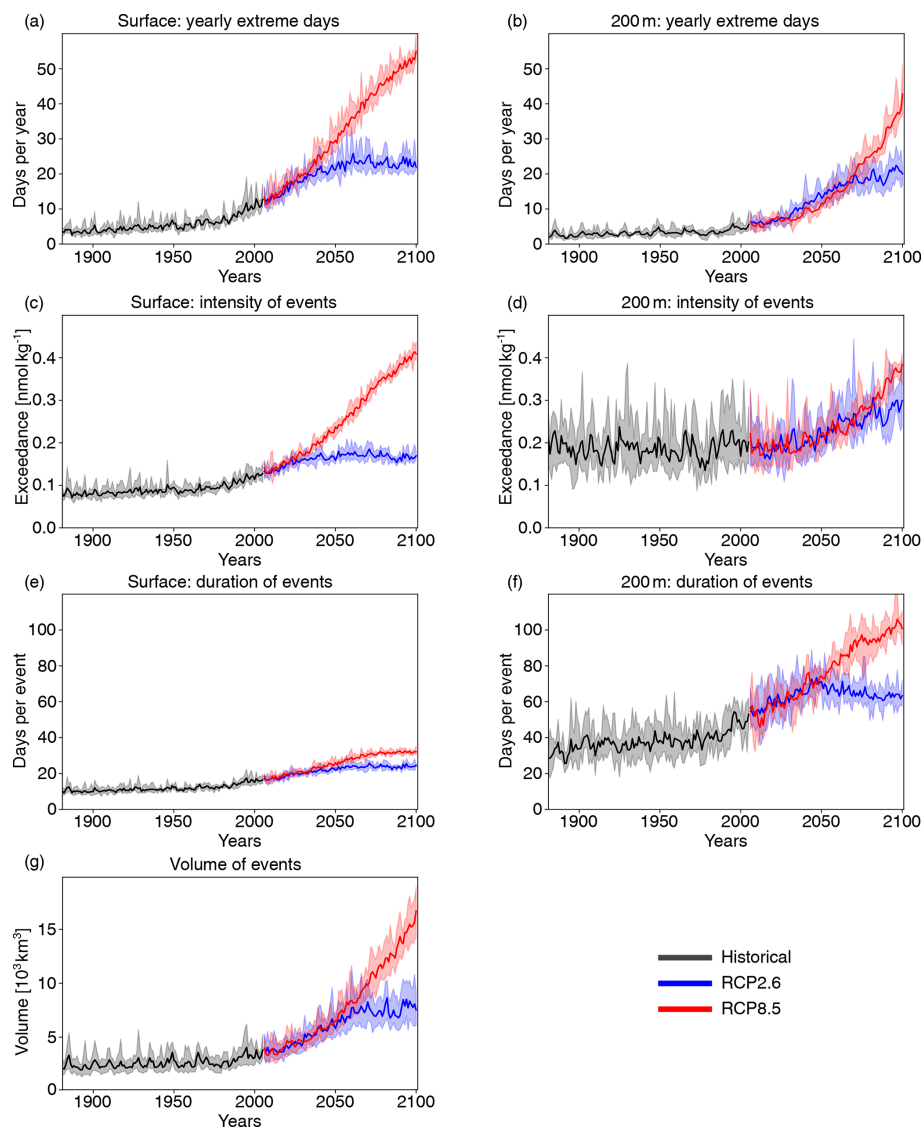 (a) Surface: yearly extreme days
Days per year
50
40
30
20
10
0
1900 1950 2000 2050 2100
Years
(b) 200 m: yearly extreme days
Days per year
50
40
30
20
10
0
1900 1950 2000 2050 2100
Years
(c) Surface: intensity of events
Exceedance [nmol kg-1]
0.4
0.3
0.2
0.1
0.0
1900 1950 2000 2050 2100
Years
(d) 200 m: intensity of events
Exceedance [nmol kg-1]
0.4
0.3
0.2
0.1
0.0
1900 1950 2000 2050 2100
Years
(e) Surface: duration of events
Days per event
100
80
60
40
20
0
1900 1950 2000 2050 2100
Years
(f) 200 m: duration of events
Days per event
100
80
60
40
20
0
1900 1950 2000 2050 2100
Years
(g) Volume of events
Volume [10³ km³]
15
10
5
0
1900 1950 2000 2050 2100
Years
Historical
RCP2.6
RCP8.5